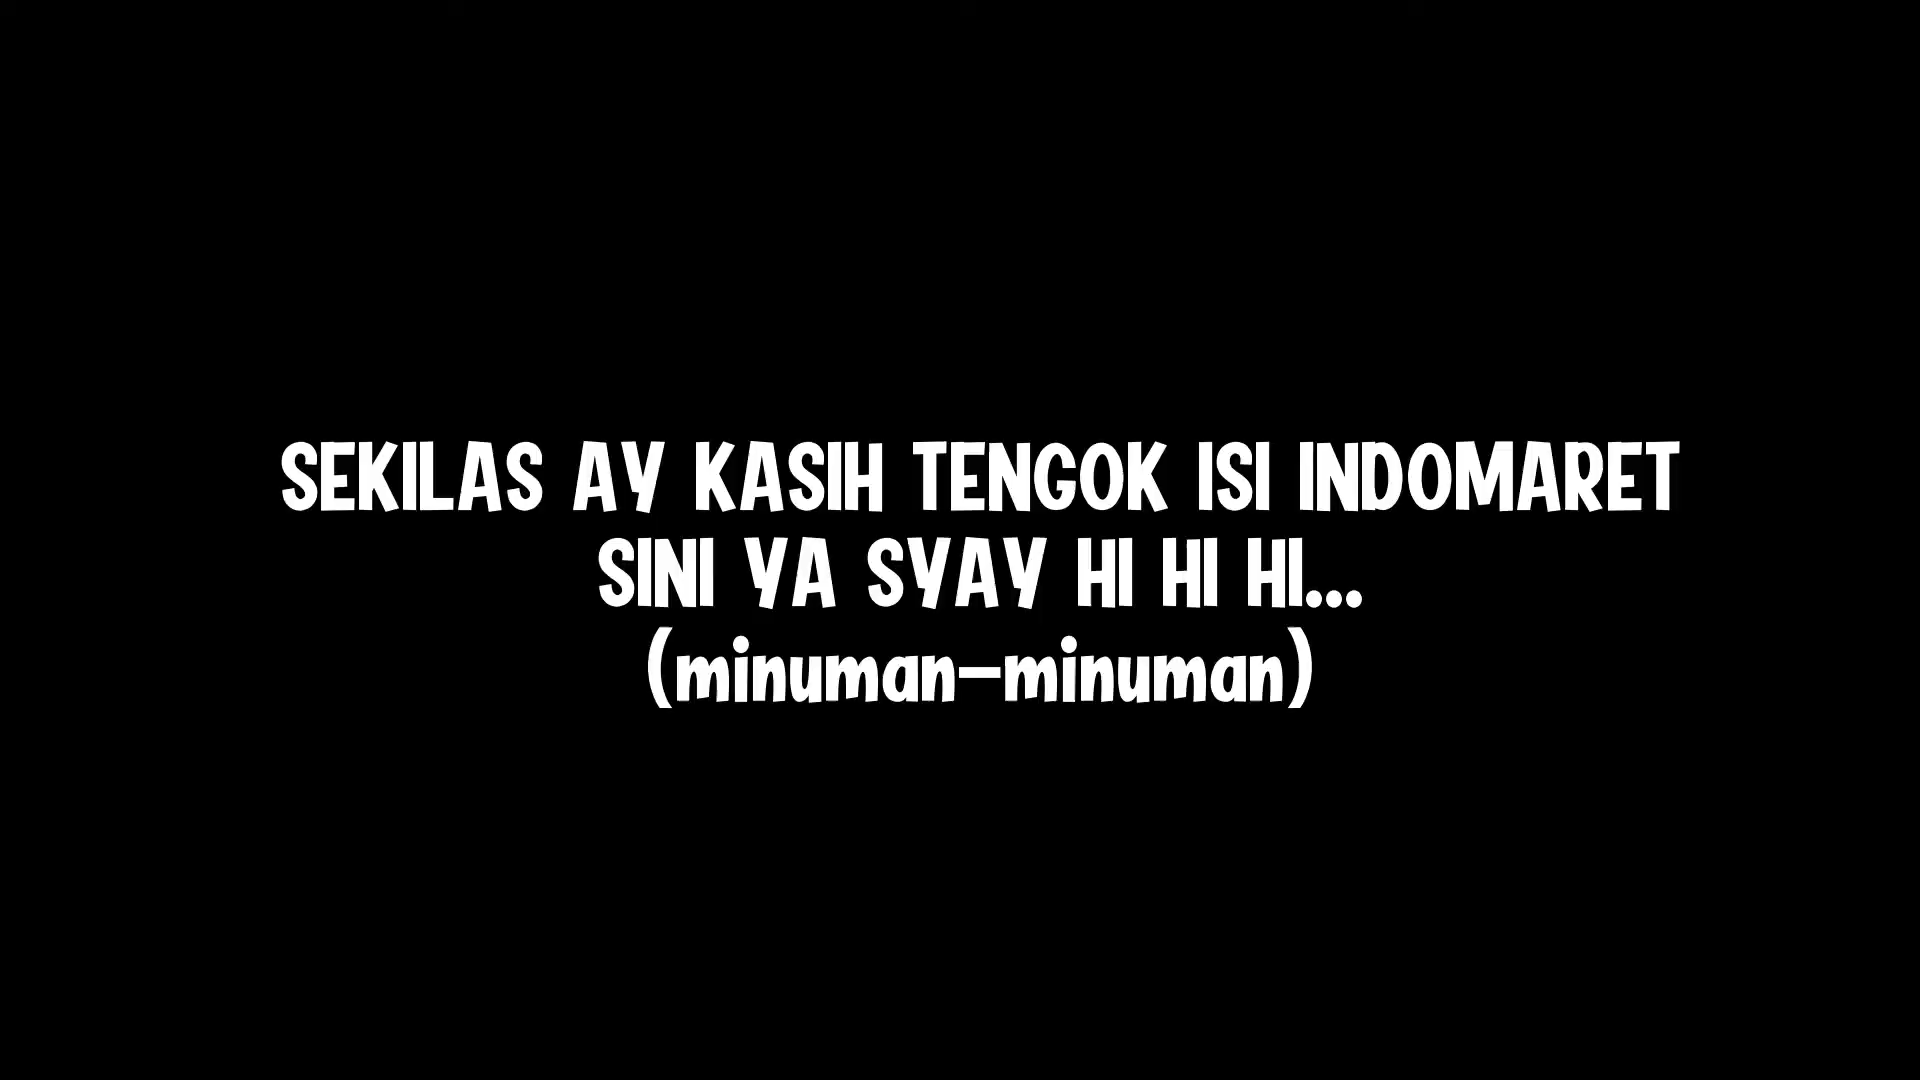 SEKILAS AY KASIH TENGOK ISI INDOMARET
SINI YA SYAY HI HI HI...
(minuman-minuman)